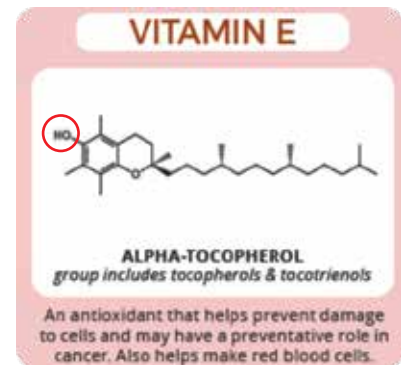 VITAMIN E
HO
O
ALPHA-TOCOPHEROL
group includes tocopherols & tocotrienols
An antioxidant that helps prevent damage
to cells and may have a preventative role in
cancer. Also helps make red blood cells.